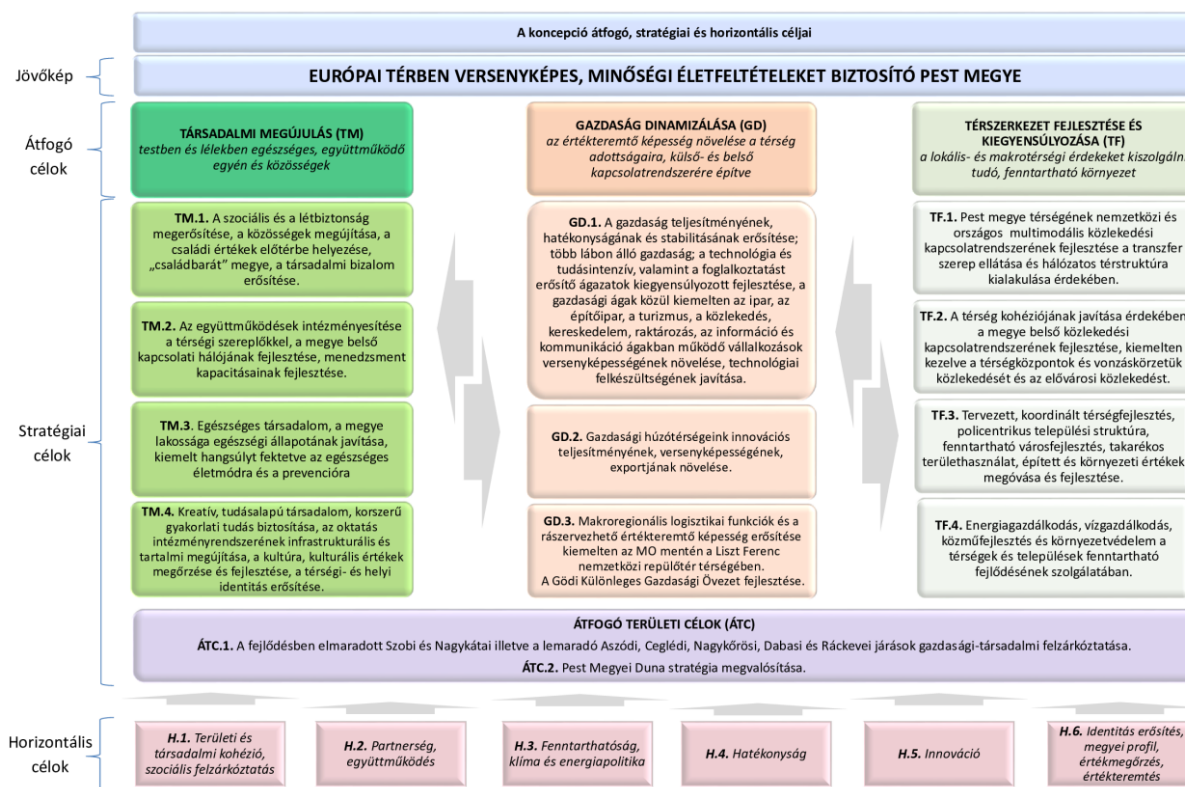 A koncepció átfogó, stratégiai és horizontális céljai
Jövőkép
EURÓPAI TÉRBEN VERSENYKÉPES, MINŐSÉGI ÉLETFELTÉTELEKET BIZTOSÍTÓ PEST MEGYE
Átfogó
célok
TÁRSADALMI MEGÚJULÁS (TM)
testben és lélekben egészséges, együttműködő
egyén és közösségek
GAZDASÁG DINAMIZÁLÁSA (GD)
az értékteremtő képesség növelése a térség
adottságaira, külső- és belső
kapcsolatrendszerére építve
TÉRSZERKEZET FEJLESZTÉSE ÉS
KIEGYENSÚLYOZÁSA (TF)
a lokális- és makrotérségi érdekeket kiszolgáln
tudó, fenntartható környezet
Stratégiai
célok
TM.1. A szociális és a létbiztonság
megerősítése, a közösségek megújítása, a
családi értékek előtérbe helyezése,
„családbarát” megye, a társadalmi bizalom
erősítése.
TM.2. Az együttműködések intézményesítése
a térségi szereplőkkel, a megye belső
kapcsolati hálójának fejlesztése, menedzsment
kapacitásainak fejlesztése.
TM.3. Egészséges társadalom, a megye
lakossága egészségi állapotának javítása,
kiemelt hangsúlyt fektetve az egészséges
életmódra és a prevencióra
TM.4. Kreatív, tudásalapú társadalom, korszerű
gyakorlati tudás biztosítása, az oktatás
intézményrendszerének infrastrukturális és
tartalmi megújítása, a kultúra, kulturális értékek
megőrzése és fejlesztése, a térségi- és helyi
identitás erősítése.
GD.1. A gazdaság teljesítményének,
hatékonyságának és stabilitásának erősítése;
több lábon álló gazdaság; a technológia és
tudásintenzív, valamint a foglalkoztatást
erősítő ágazatok kiegyensúlyozott fejlesztése, a
gazdasági ágak közül kiemelten az ipar, az
építőipar, a turizmus, a közlekedés,
kereskedelem, raktározás, az információ és
kommunikáció ágakban működő vállalkozások
versenyképességének növelése, technológiai
felkészültségének javítása.
GD.2. Gazdasági húzótérségeink innovációs
teljesítményének, versenyképességének,
exportjának növelése.
GD.3. Makroregionális logisztikai funkciók és a
rászervezhető értékteremtő képesség erősítése
kiemelten az MO mentén a Liszt Ferenc
nemzetközi repülőtér térségében.
A Gödi Különleges Gazdasági Övezet fejlesztése.
TF.1. Pest megye térségének nemzetközi és
országos multimodális közlekedési
kapcsolatrendszerének fejlesztése a transzfer
szerep ellátása és hálózatos térstruktúra
kialakulása érdekében.
TF.2. A térség kohéziójának javítása érdekében
a megye belső közlekedési
kapcsolatrendszerének fejlesztése, kiemelten
kezelve a térségközpontok és vonzáskörzetük
közlekedését és az elővárosi közlekedést.
TF.3. Tervezett, koordinált térségfejlesztés,
policentrikus települési struktúra,
fenntartható városfejlesztés, takarékos
területhasználat, épített és környezeti értékek
megóvása és fejlesztése.
TF.4. Energiagazdálkodás, vízgazdálkodás,
közműfejlesztés és környezetvédelem a
térségek és települések fenntartható
fejlődésének szolgálatában.
ÁTFOGÓ TERÜLETI CÉLOK (ÁTC)
ÁTC.1. A fejlődésben elmaradott Szobi és Nagykátai illetve a lemaradó Aszódi, Ceglédi, Nagykőrösi, Dabasi és Ráckevei járások gazdasági-társadalmi felzárkóztatása.
ÁTC.2. Pest Megyei Duna stratégia megvalósítása.
Horizontális
célok
H.1. Területi és
társadalmi kohézió,
szociális felzárkóztatás
H.2. Partnerség,
együttműködés
H.3. Fenntarthatóság,
klíma és energiapolitika
H.4. Hatékonyság
H.5. Innováció
H.6. Identitás erősítés,
megyei profil,
értékmegőrzés,
értékteremtés